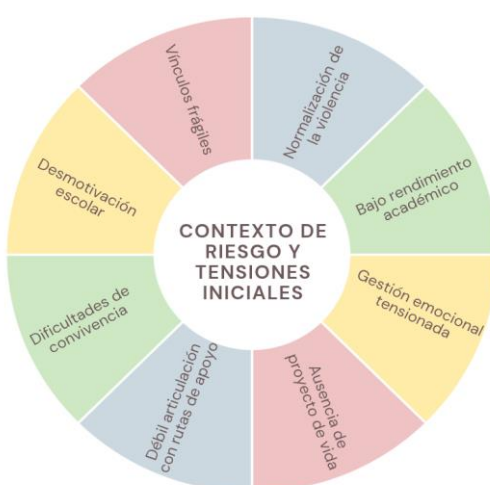 CONTEXTO DE
RIESGO Y
TENSIONES
INICIALES
Normalización de
la violencia
Bajo rendimiento
académico
Gestión emocional
tensionada
Ausencia de
proyecto de vida
Débil articulación
con rutas de apoyo
Dificultades de
convivencia
Desmotivación
escolar
Vínculos frágiles